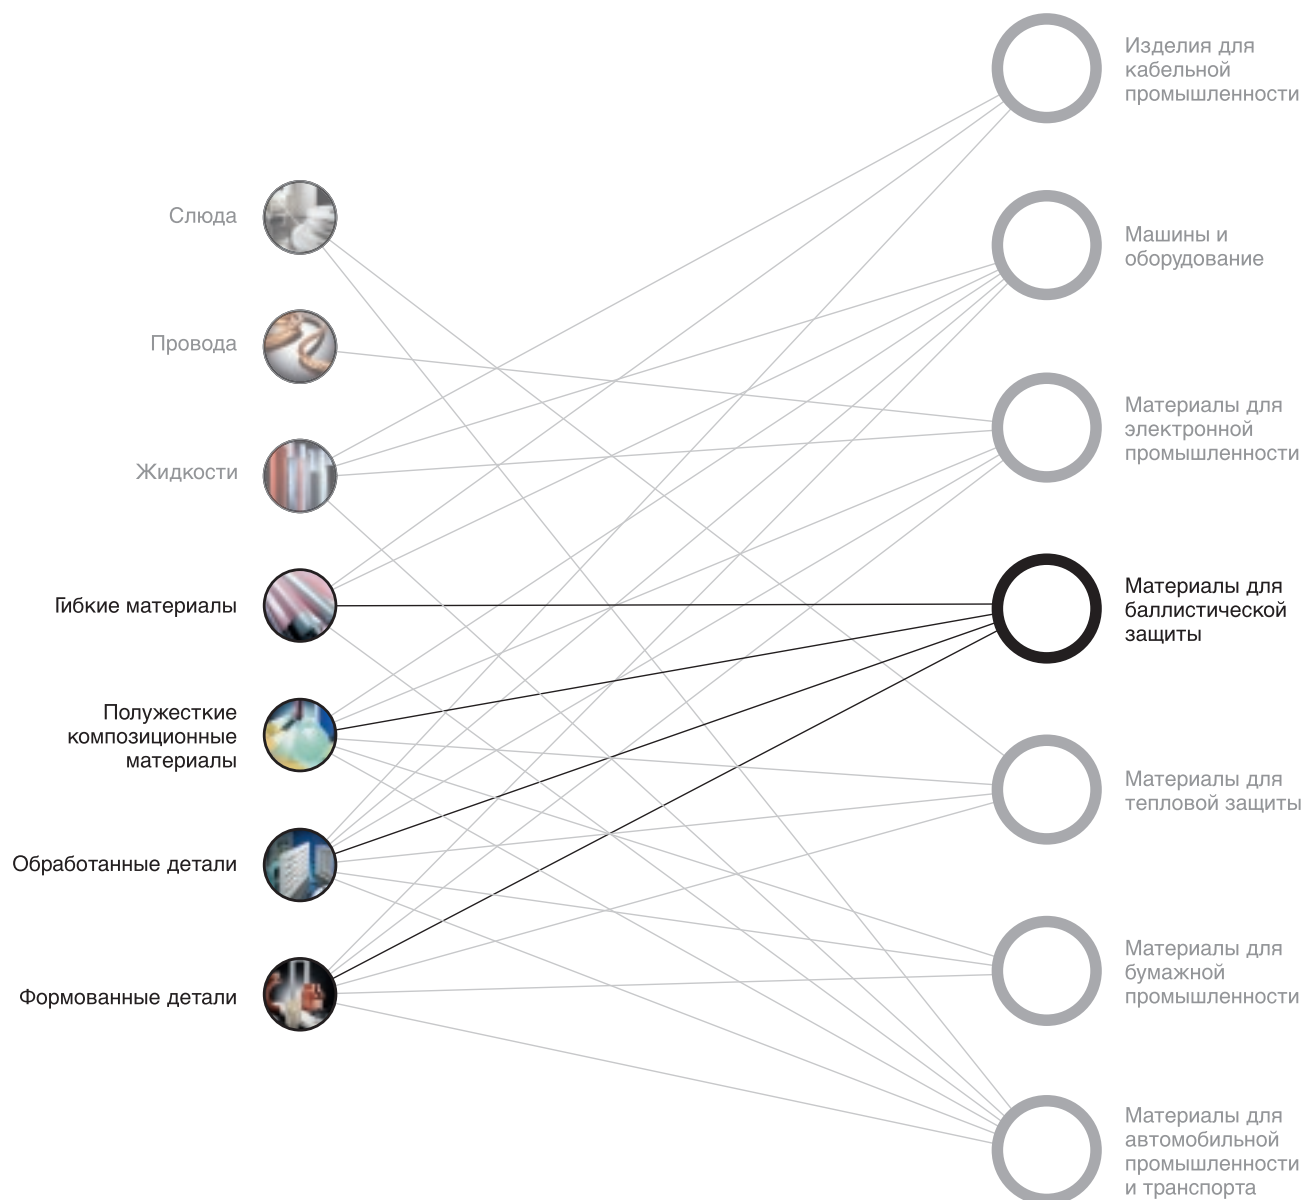 Слюда
Провода
Жидкости
Гибкие материалы
Полужесткие
композиционные
материалы
Обработанные детали
Формованные детали
Изделия для
кабельной
промышленности
Машины и
оборудование
Материалы для
электронной
промышленности
Материалы для
баллистической
защиты
Материалы для
тепловой защиты
Материалы для
бумажной
промышленности
Материалы для
автомобильной
промышленности
и транспорта